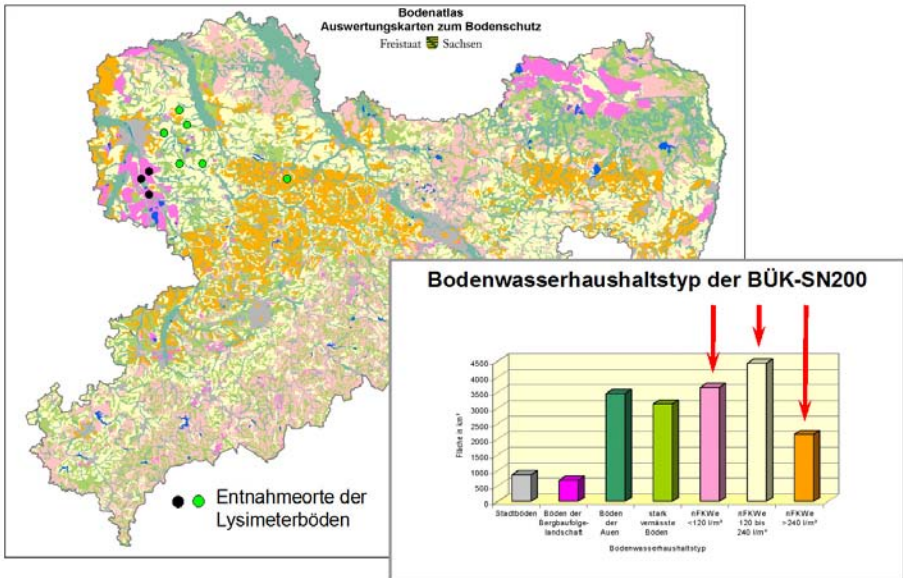 Bodenatlas
Auswertungskarten zum Bodenschutz
Freistaat Sachsen
Entnahmeorte der
Lysimeterböden
Bodenwasserhaushaltstyp der BÜK-SN200
Fläche in km²
4500
4000
3500
3000
2500
2000
1500
1000
500
0
Stadtböden
Böden der
Bergbaufolge-
landschaft
Böden
der
Auen
stark
vernässte
Böden
nFKWe
<120 l/m²
nFKWe
120 bis
240 l/m²
nFKWe
>240 l/m²
Bodenwasserhaushaltstyp